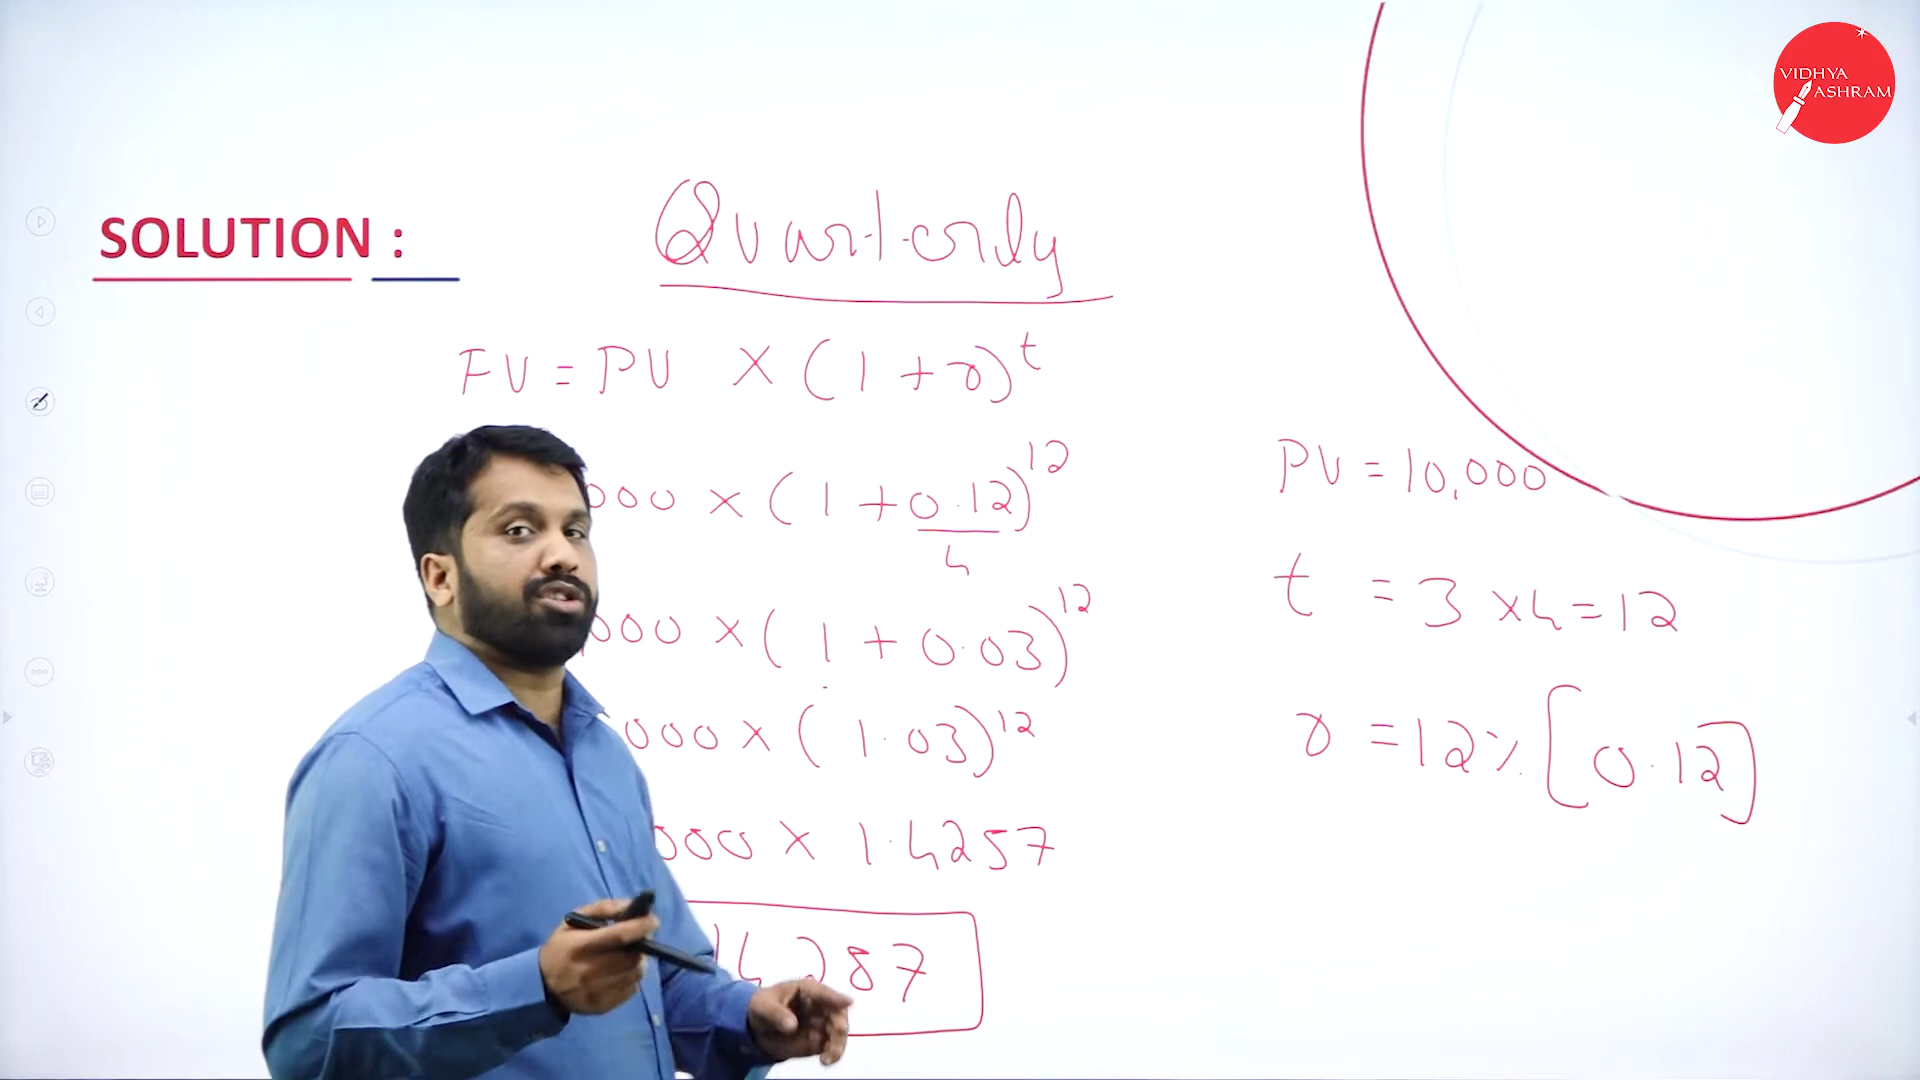 VIDHYA
ASHRAM
SOLUTION :
Quarterly
FV = PV × (1 + r)^t
000 × (1 + 0.12/4)^12
000 × (1 + 0.03)^12
000 × (1.03)^12
000 × 1.4257
14287
PV = 10,000
t = 3 × 4 = 12
r = 12% [0.12]